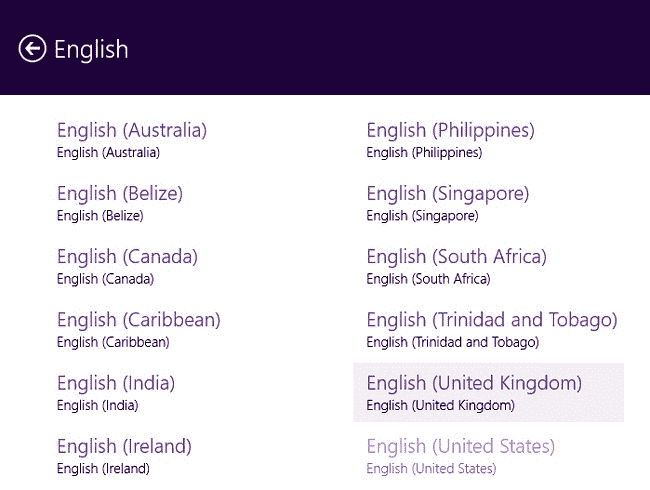 English
English (Australia)
English (Australia)
English (Belize)
English (Belize)
English (Canada)
English (Canada)
English (Caribbean)
English (Caribbean)
English (India)
English (India)
English (Ireland)
English (Ireland)
English (Philippines)
English (Philippines)
English (Singapore)
English (Singapore)
English (South Africa)
English (South Africa)
English (Trinidad and Tobago)
English (Trinidad and Tobago)
English (United Kingdom)
English (United Kingdom)
English (United States)
English (United States)